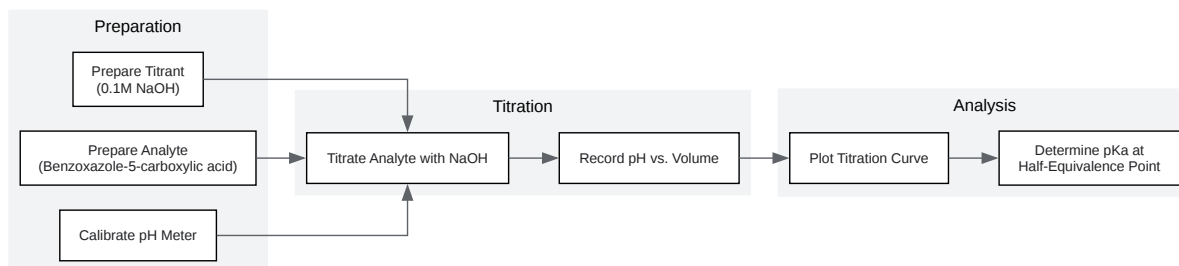 Preparation
Prepare Titrant
(0.1M NaOH)
Prepare Analyte
(Benzoxazole-5-carboxylic acid)
Calibrate pH Meter
Titration
Titrate Analyte with NaOH
Record pH vs. Volume
Analysis
Plot Titration Curve
Determine pKa at
Half-Equivalence Point